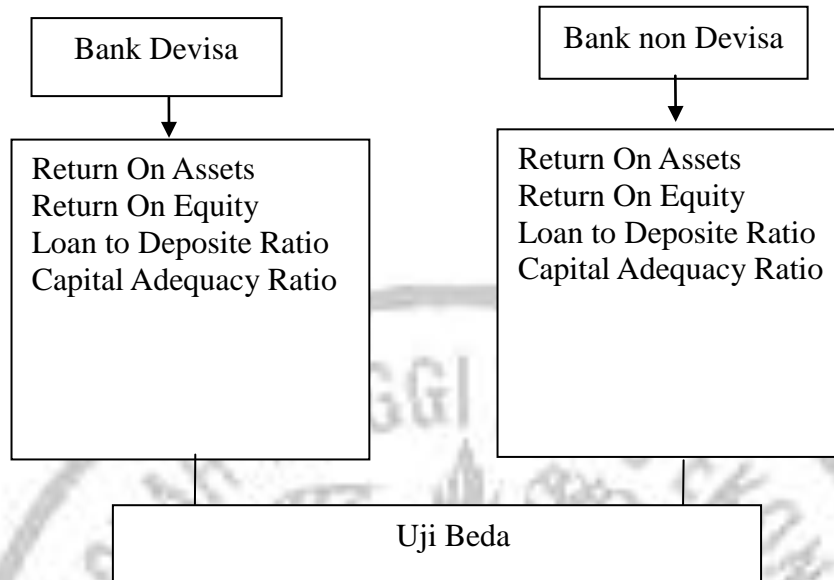 Bank Devisa
Return On Assets
Return On Equity
Loan to Deposite Ratio
Capital Adequacy Ratio
Bank non Devisa
Return On Assets
Return On Equity
Loan to Deposite Ratio
Capital Adequacy Ratio
Uji Beda